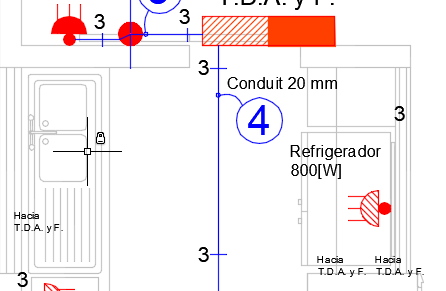 T.D.A. y F.
3
3
3
Conduit 20 mm
4
3
Refrigerador
800[W]
Hacia
T.D.A. y F.
3
Hacia
T.D.A. y F.
Hacia
T.D.A. y F.
3